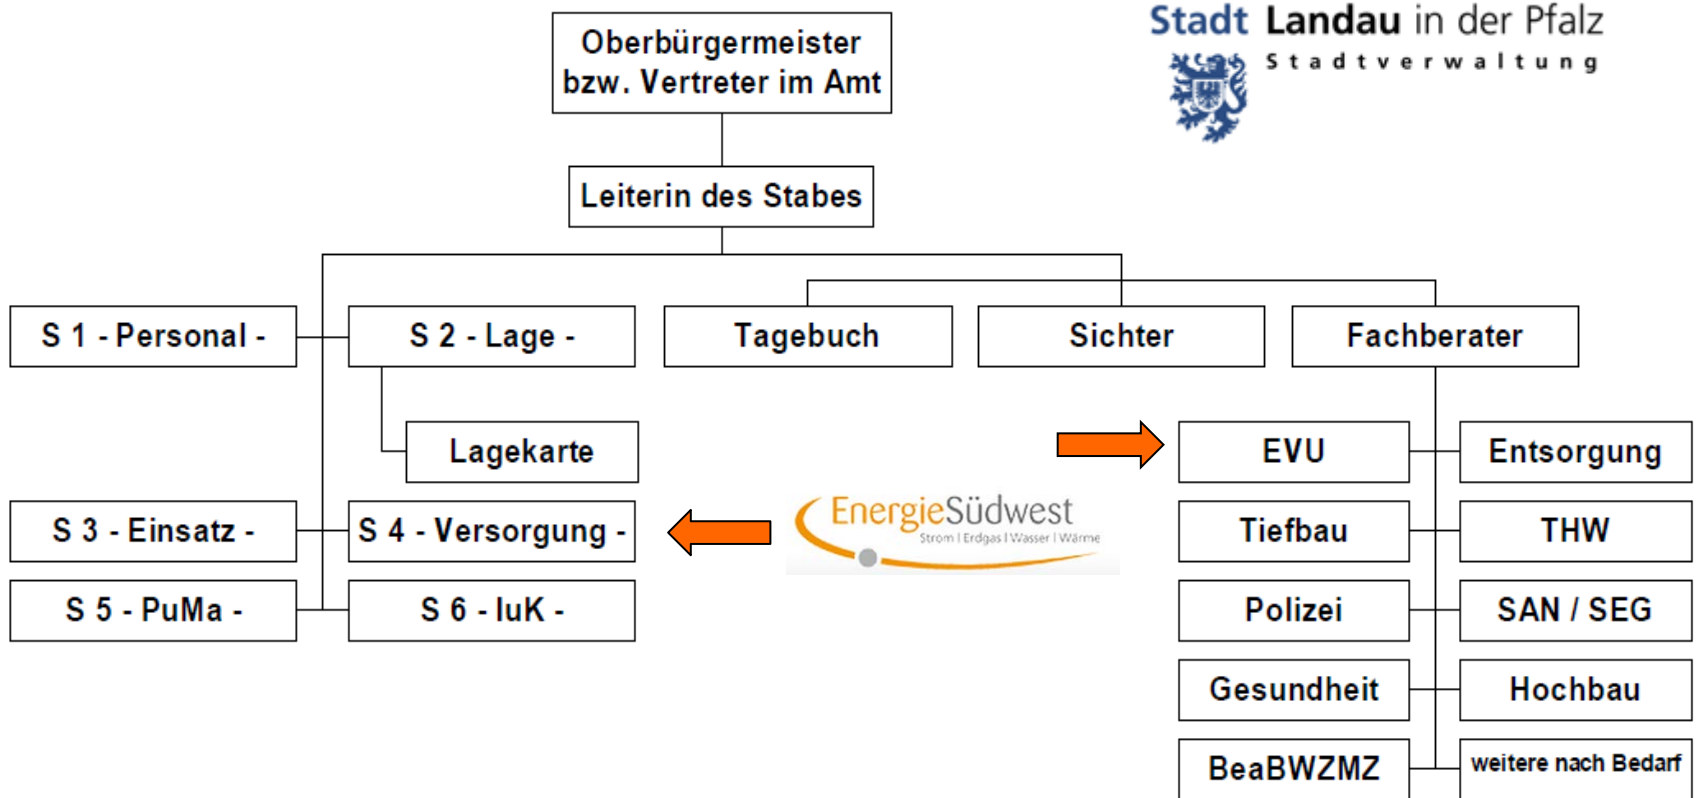 Stadt Landau in der Pfalz
Stadtverwaltung
Oberbürgermeister
bzw. Vertreter im Amt
Leiterin des Stabes
S 1 - Personal -
S 2 - Lage -
Tagebuch
Sichter
Fachberater
Lagekarte
EVU
Entsorgung
S 3 - Einsatz -
S 4 - Versorgung -
EnergieSüdwest
Strom | Erdgas | Wasser | Wärme
Tiefbau
THW
S 5 - PuMa -
S 6 - IuK -
Polizei
SAN / SEG
Gesundheit
Hochbau
BeaBWZMZ
weitere nach Bedarf